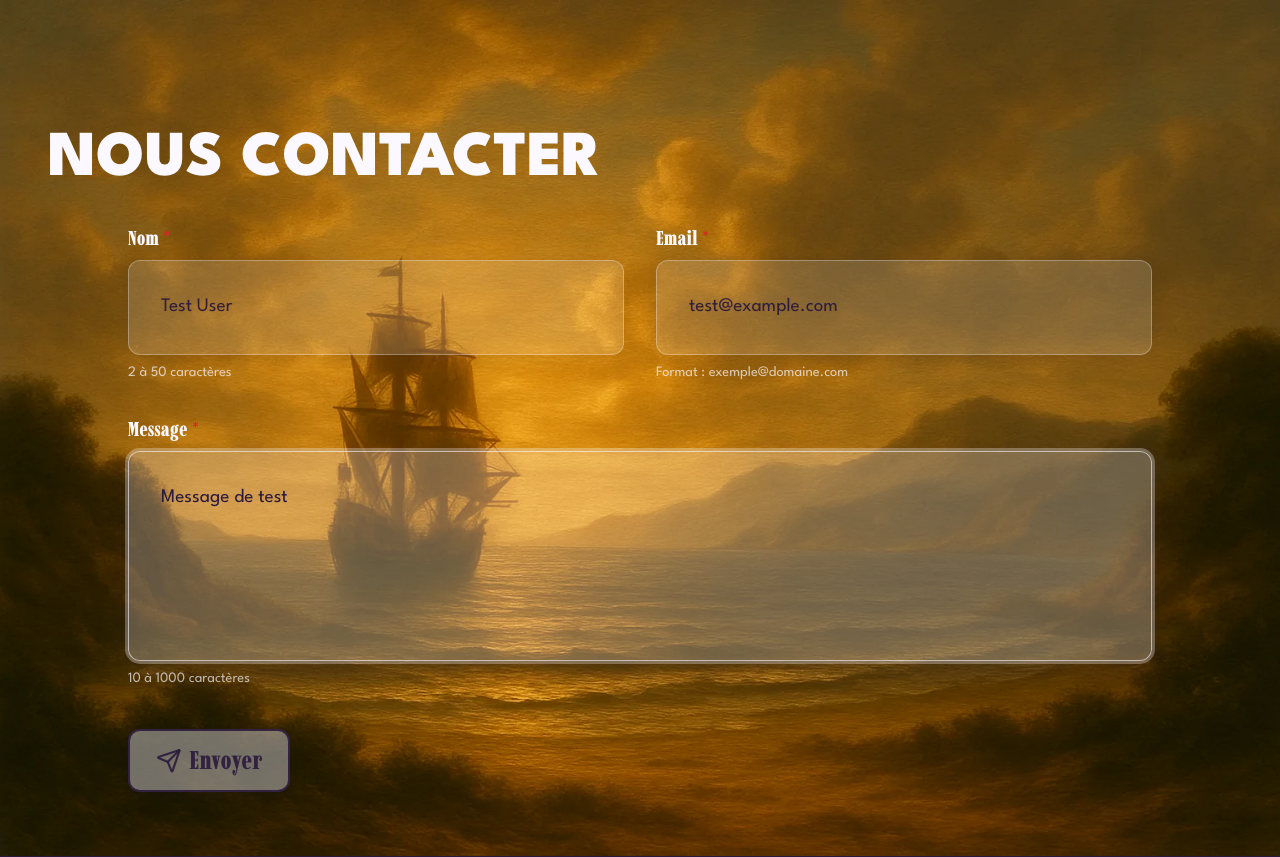 NOUS CONTACTER
Nom *
Email *
Test User
test@example.com
2 à 50 caractères
Format : exemple@domaine.com
Message *
Message de test
10 à 1000 caractères
Envoyer